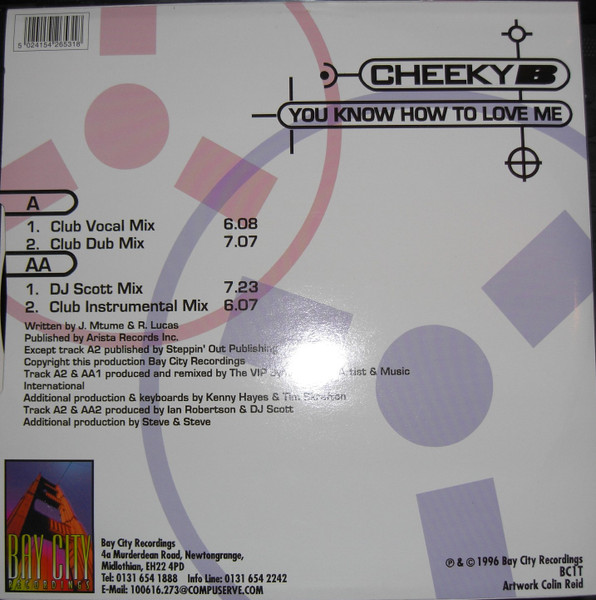 5 024154 265318
CHEEKY B
YOU KNOW HOW TO LOVE ME
A
1. Club Vocal Mix 6.08
2. Club Dub Mix 7.07
AA
1. DJ Scott Mix 7.23
2. Club Instrumental Mix 6.07
Written by J. Mtume & R. Lucas
Published by Arista Records Inc.
Except track A2 published by Steppin' Out Publishing
Copyright this production Bay City Recordings
Track A2 & AA1 produced and remixed by The VIP Artist & Music
International
Additional production & keyboards by Kenny Hayes & Tim
Track A2 & AA2 produced by Ian Robertson & DJ Scott
Additional production by Steve & Steve
BAY CITY
RECORDINGS
Bay City Recordings
4a Murderdean Road, Newtongrange,
Midlothian, EH22 4PD
Tel: 0131 654 1888 Info Line: 0131 654 2242
E-Mail: 100616.273@COMPUSERVE.COM
℗ & © 1996 Bay City Recordings
BC1T
Artwork Colin Reid